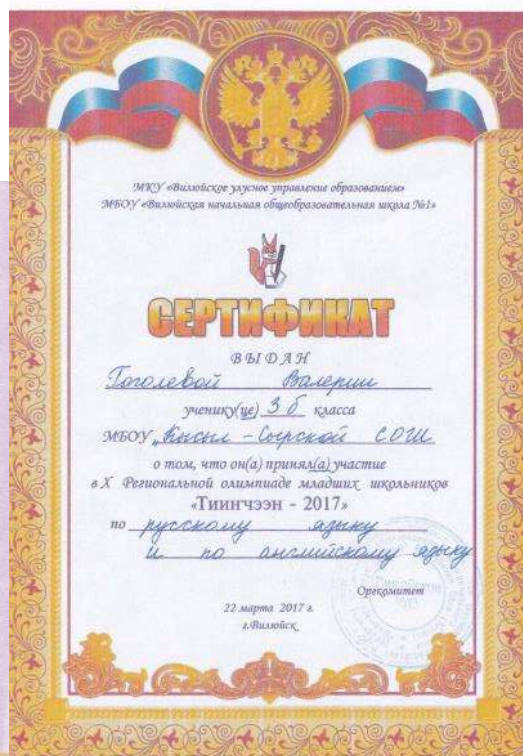 МКУ «Вилюйское улусное управление образованием»
МБОУ «Вилюйская начальная общеобразовательная школа №1»
СЕРТИФИКАТ
ВЫДАН
Гоголевой Валерии
ученику(це) 3 б класса
МБОУ „Кысыл-Сырской СОШ
о том, что он(а) принял(а) участие
в X Региональной олимпиаде младших школьников
«Тиингчээн - 2017»
по русскому языку
и по английскому языку
Оргкомитет
22 марта 2017 г.
г.Вилюйск